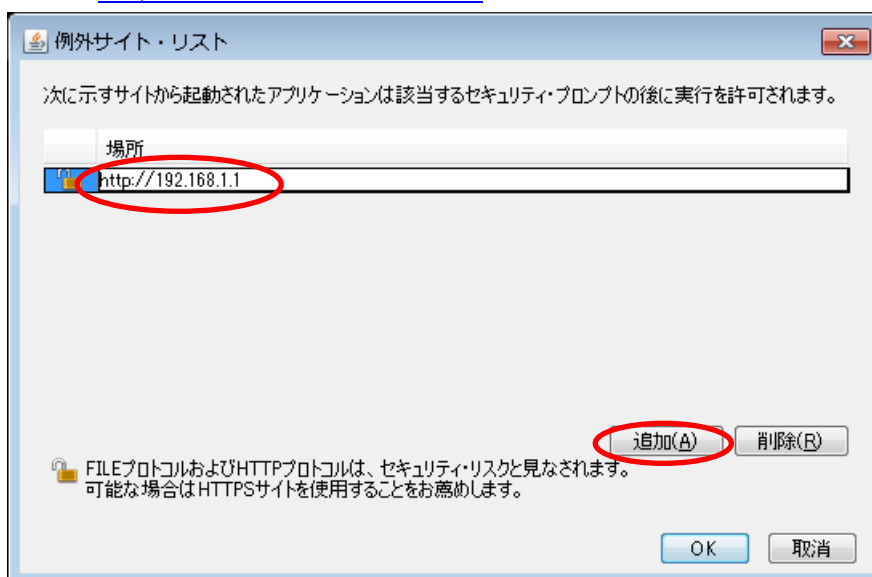 例外サイト・リスト
次に示すサイトから起動されたアプリケーションは該当するセキュリティ・プロンプトの後に実行を許可されます。
場所
http://192.168.1.1
追加(A) 削除(R)
FILEプロトコルおよびHTTPプロトコルは、セキュリティ・リスクと見なされます。
可能な場合はHTTPSサイトを使用することをお薦めします。
OK 取消